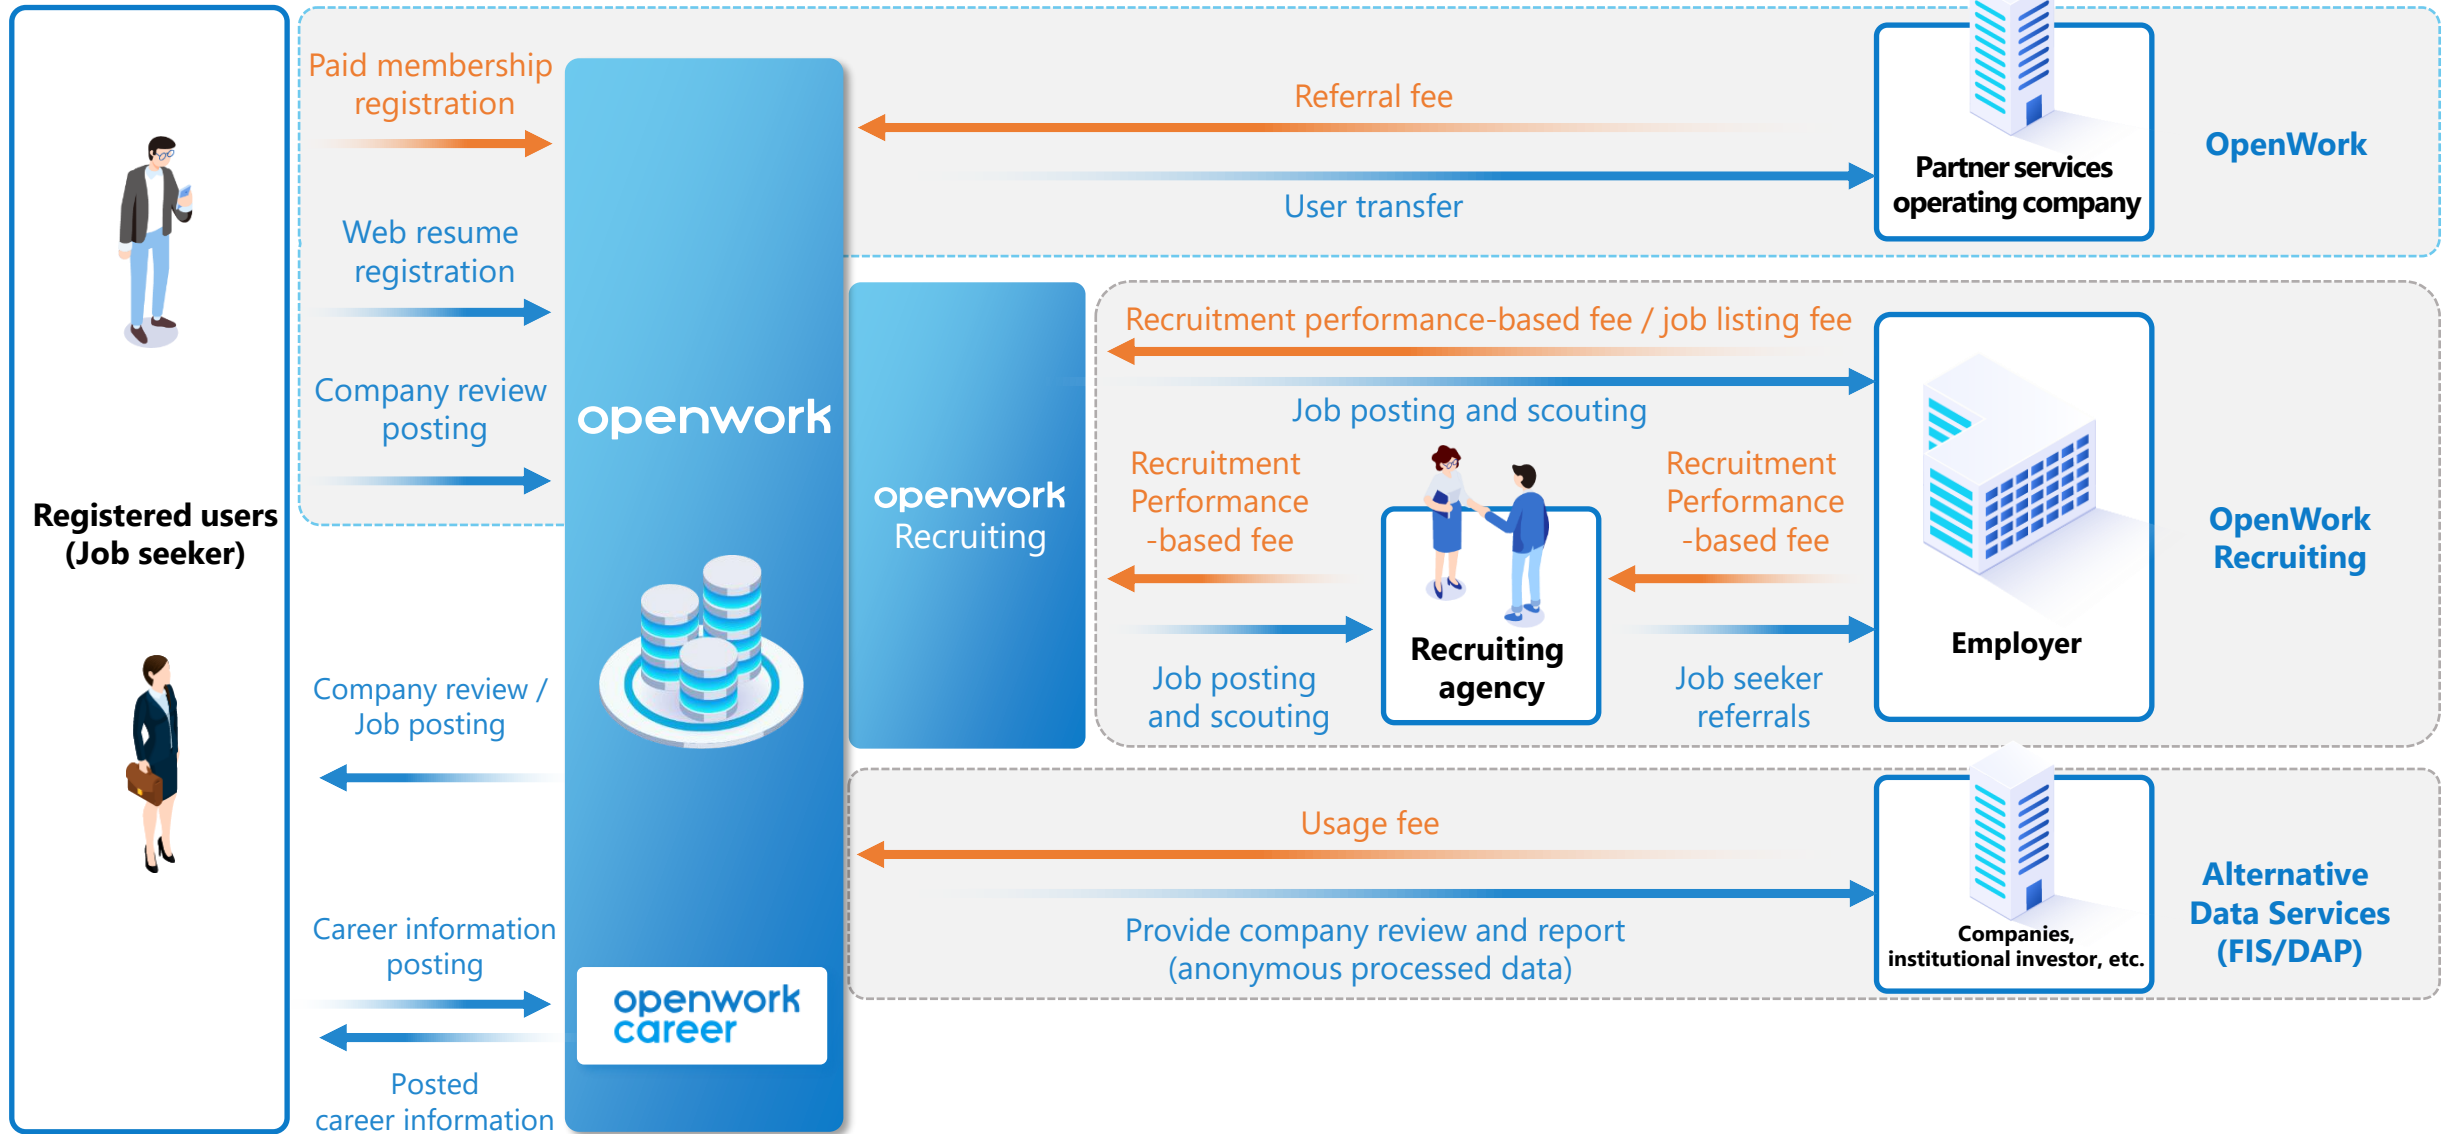 Registered users
(Job seeker)
Paid membership
registration
Web resume
registration
Company review
posting
Company review /
Job posting
Career information
posting
Posted
career information
openwork
openwork
career
openwork
Recruiting
Referral fee
User transfer
Partner services
operating company
OpenWork
Recruitment performance-based fee / job listing fee
Job posting and scouting
Recruitment
Performance
-based fee
Job posting
and scouting
Recruiting
agency
Recruitment
Performance
-based fee
Job seeker
referrals
Employer
OpenWork
Recruiting
Usage fee
Provide company review and report
(anonymous processed data)
Companies,
institutional investor, etc.
Alternative
Data Services
(FIS/DAP)